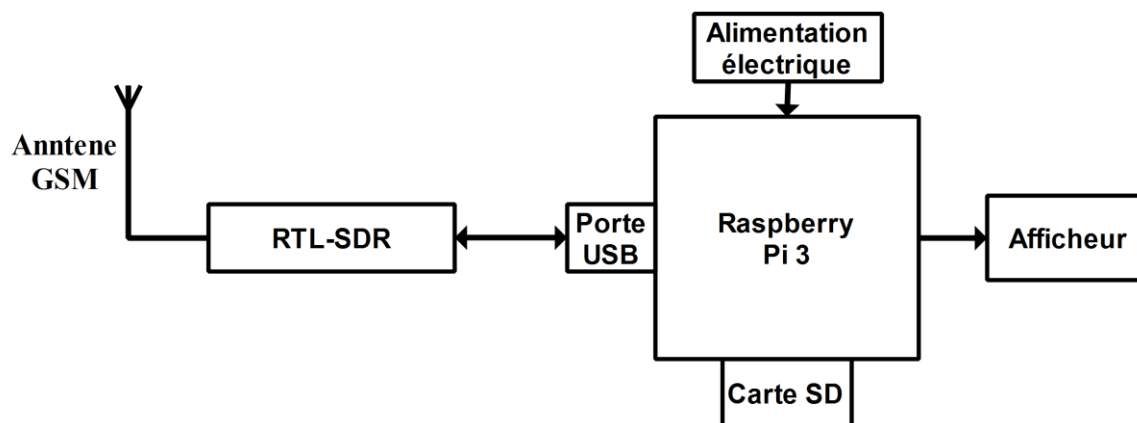 Alimentation
électrique
Anntene
GSM
RTL-SDR
Porte
USB
Raspberry
Pi 3
Afficheur
Carte SD